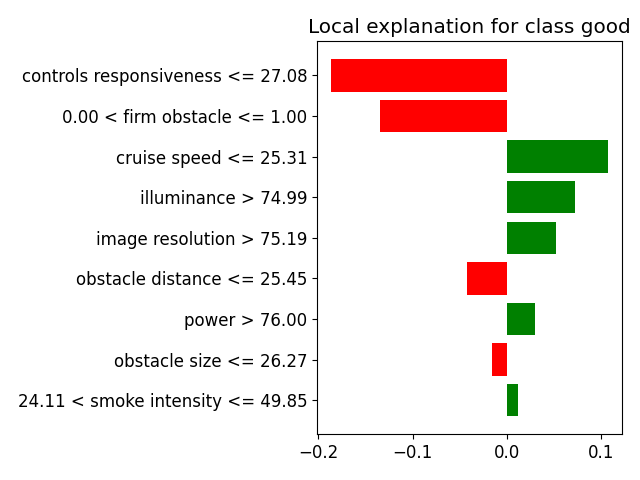 Local explanation for class good
controls responsiveness <= 27.08
0.00 < firm obstacle <= 1.00
cruise speed <= 25.31
illuminance > 74.99
image resolution > 75.19
obstacle distance <= 25.45
power > 76.00
obstacle size <= 26.27
24.11 < smoke intensity <= 49.85
−0.2 −0.1 0.0 0.1